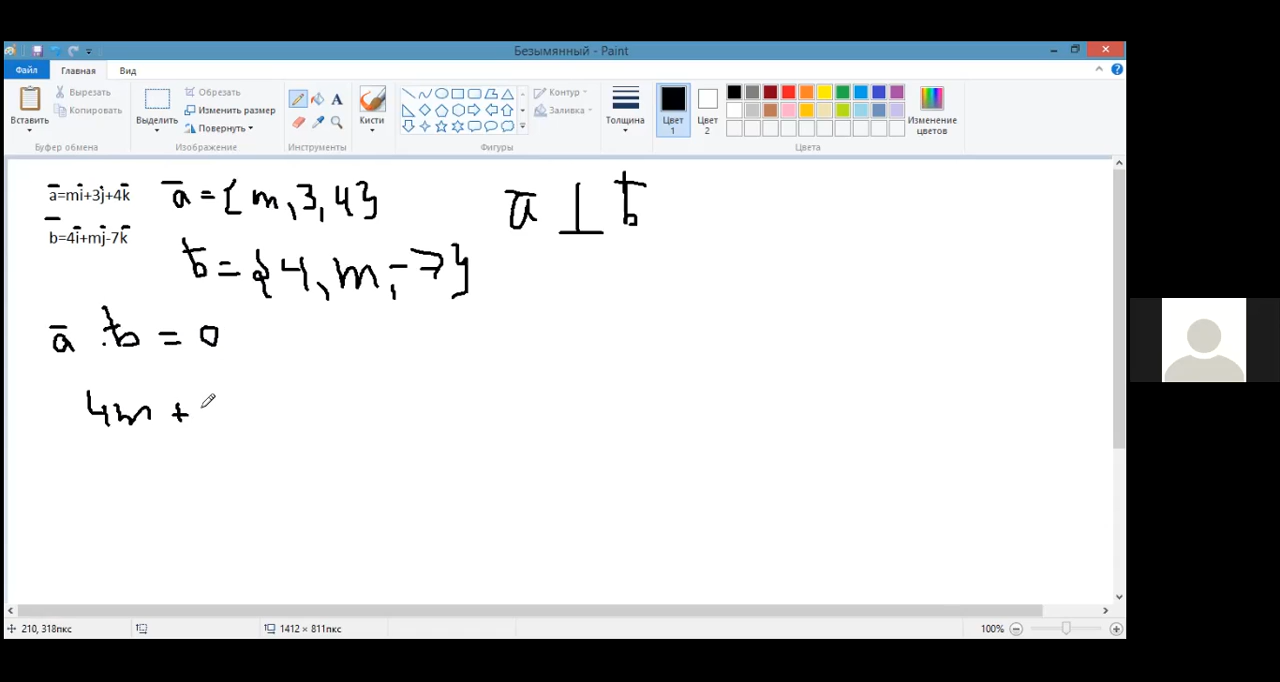 Безымянный - Paint
Файл Главная Вид
Вставить
Вырезать
Копировать
Буфер обмена
Выделить
Обрезать
Изменить размер
Повернуть
Изображение
A
Инструменты
Кисти
Контур
Заливка
Фигуры
Толщина
Цвет 1
Цвет 2
Изменение цветов
Цвета
a̅=mi̅+3j̅+4k̅
a̅ = {m, 3, 4}
a̅ ⊥ b̅
b̅=4i̅+mj̅-7k̅
b̅ = {4, m, -7}
a̅ · b̅ = 0
4m +
210, 318пкс
1412 × 811пкс
100%